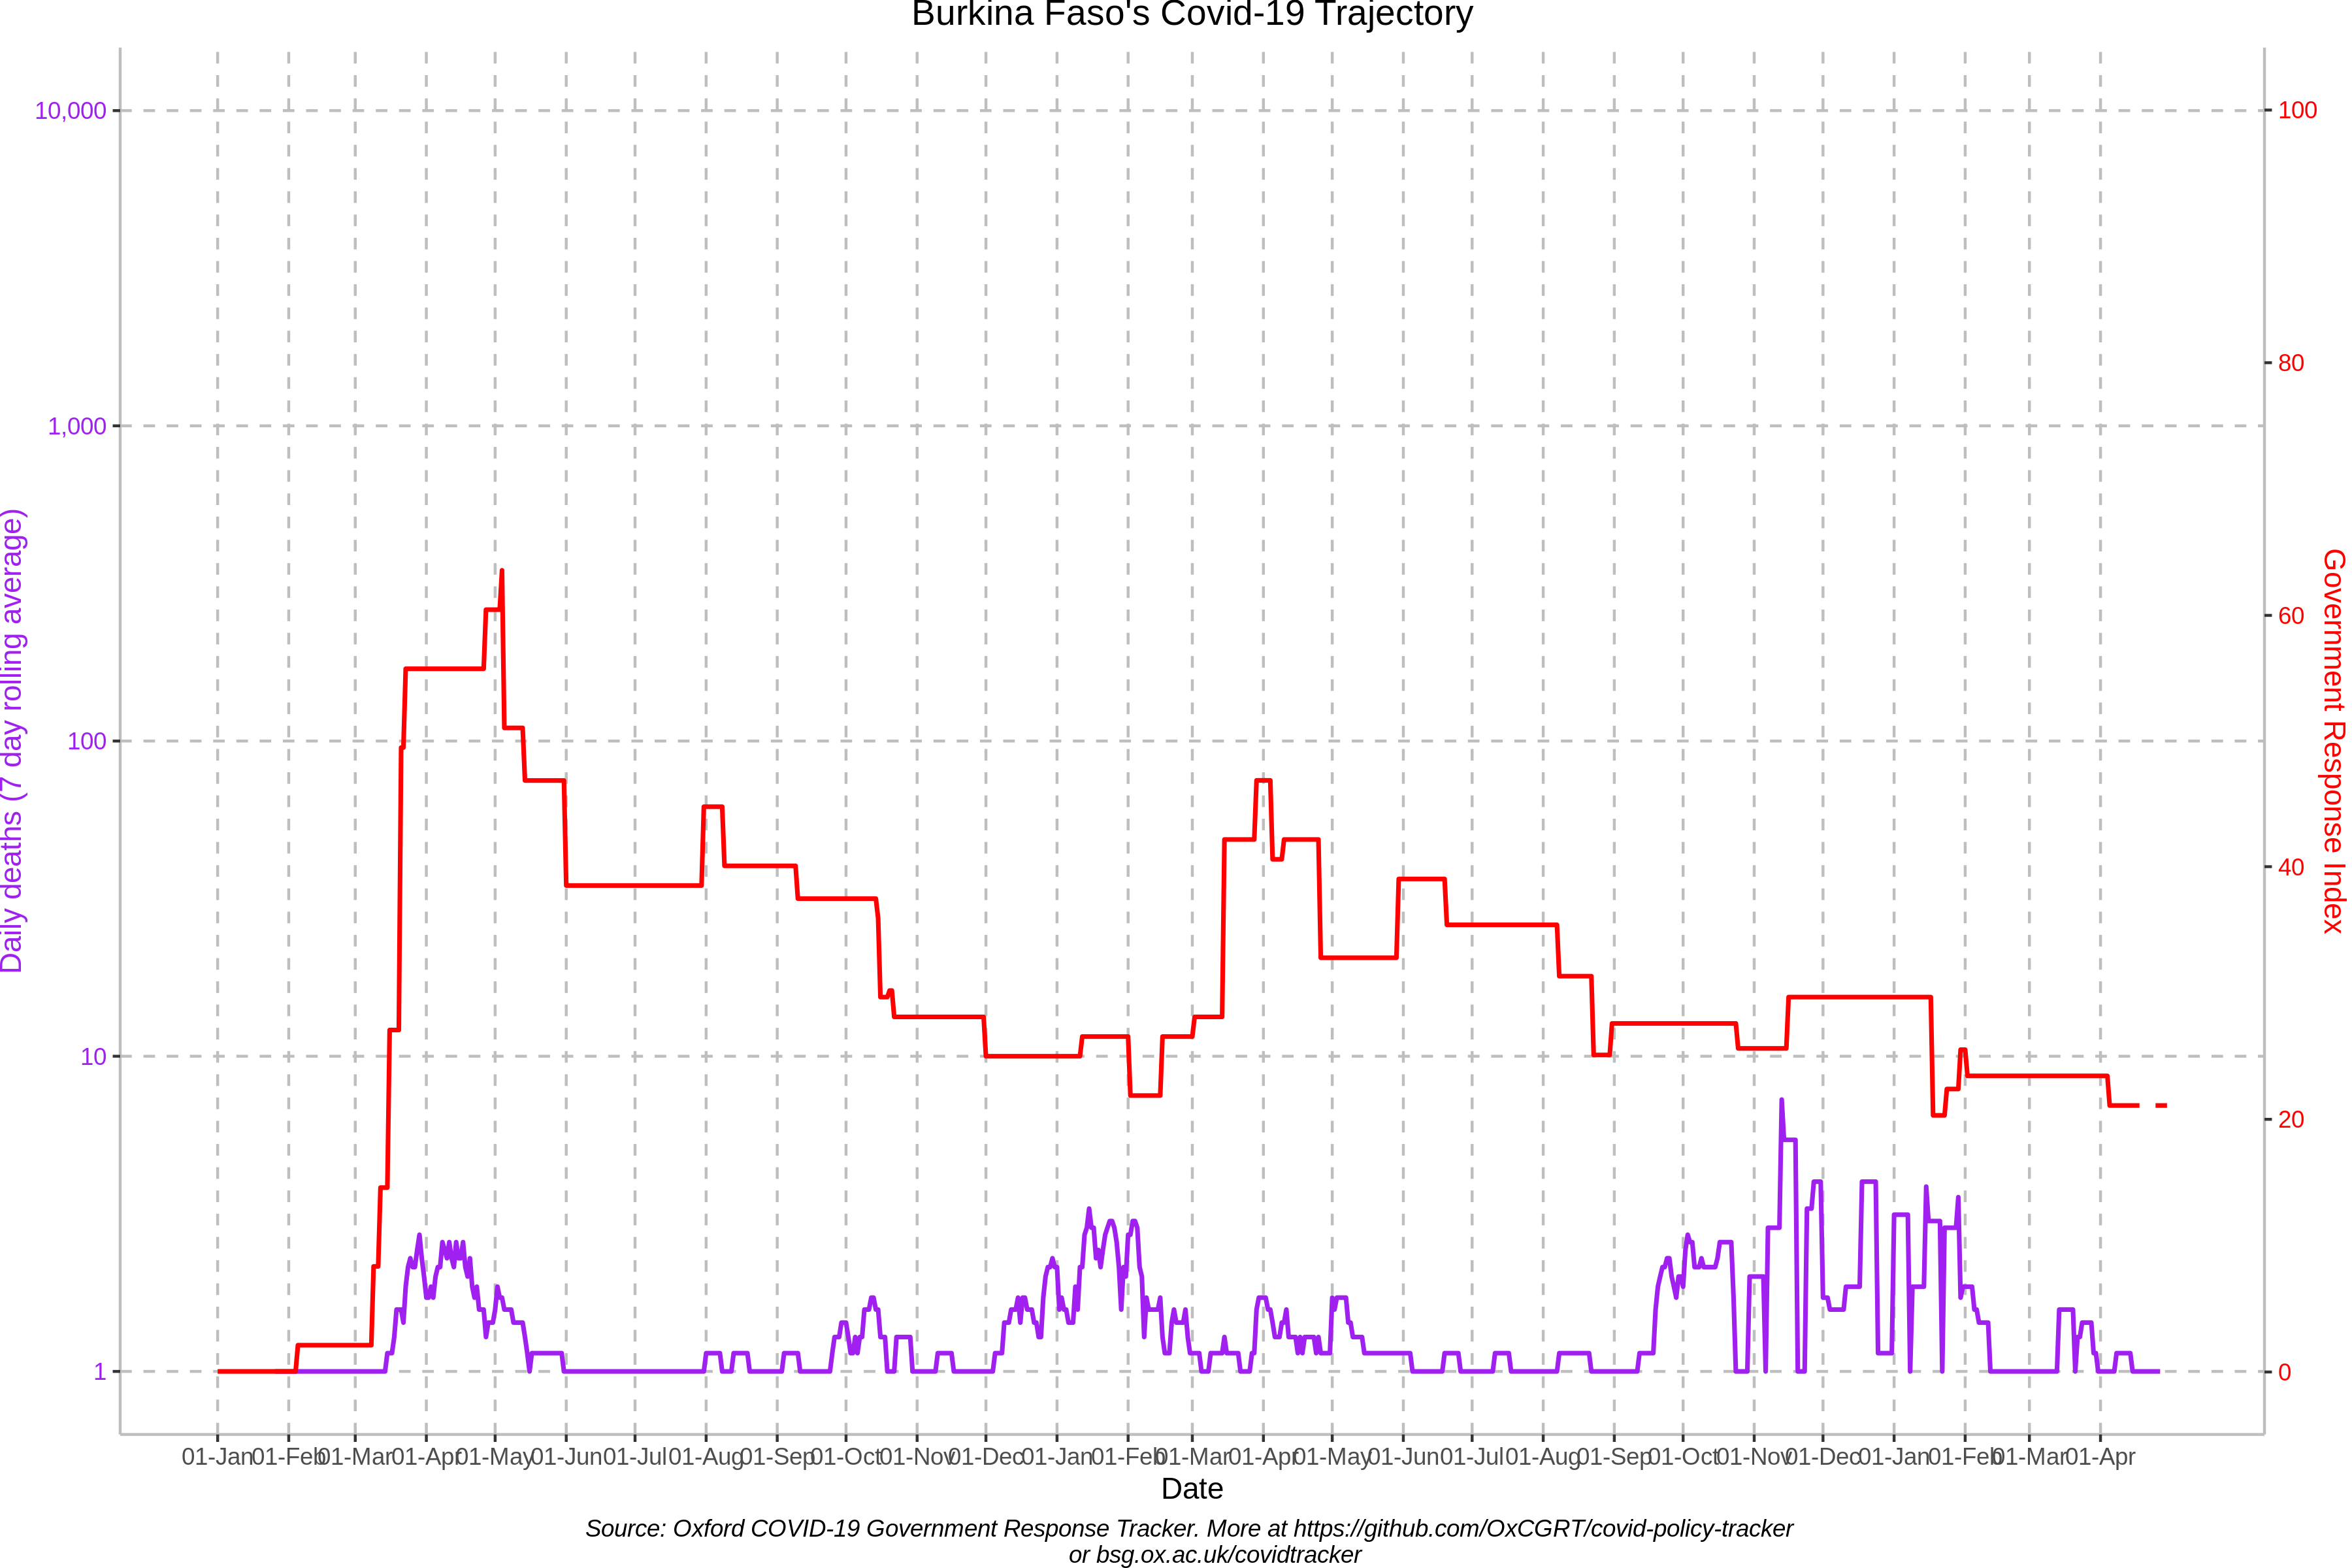 Burkina Faso's Covid-19 Trajectory
10,000
1,000
100
10
1
Daily deaths (7 day rolling average)
100
80
60
40
20
0
Government Response Index
01-Jan 01-Feb 01-Mar 01-Apr 01-May 01-Jun 01-Jul 01-Aug 01-Sep 01-Oct 01-Nov 01-Dec 01-Jan 01-Feb 01-Mar 01-Apr 01-May 01-Jun 01-Jul 01-Aug 01-Sep 01-Oct 01-Nov 01-Dec 01-Jan 01-Feb 01-Mar 01-Apr
Date
Source: Oxford COVID-19 Government Response Tracker. More at https://github.com/OxCGRT/covid-policy-tracker
or bsg.ox.ac.uk/covidtracker